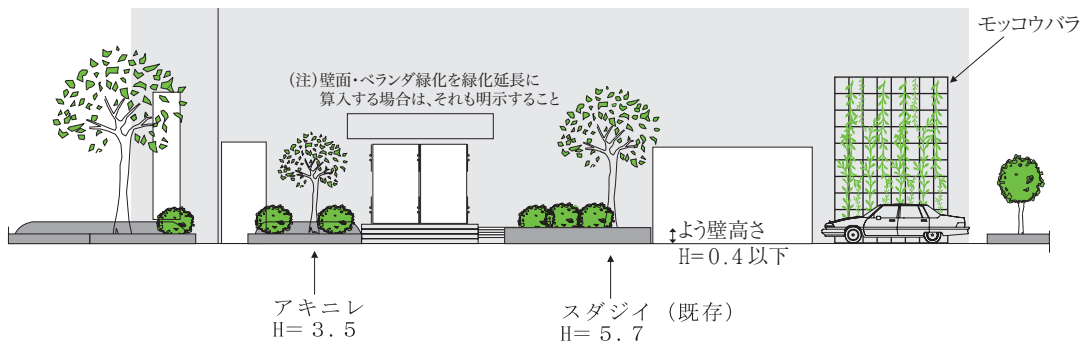 モッコウバラ
(注)壁面・ベランダ緑化を緑化延長に
算入する場合は、それも明示すること
よう壁高さ
H=0.4以下
アキニレ
H=3.5
スダジイ（既存）
H=5.7